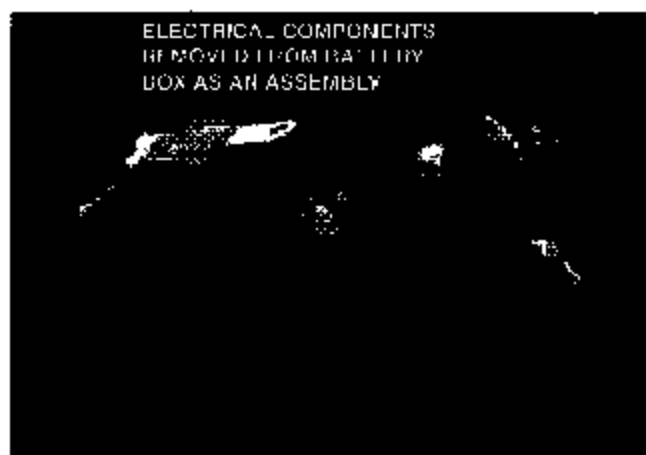 ELECTRICAL COMPONENTS
REMOVED FROM BATTERY
BOX AS AN ASSEMBLY